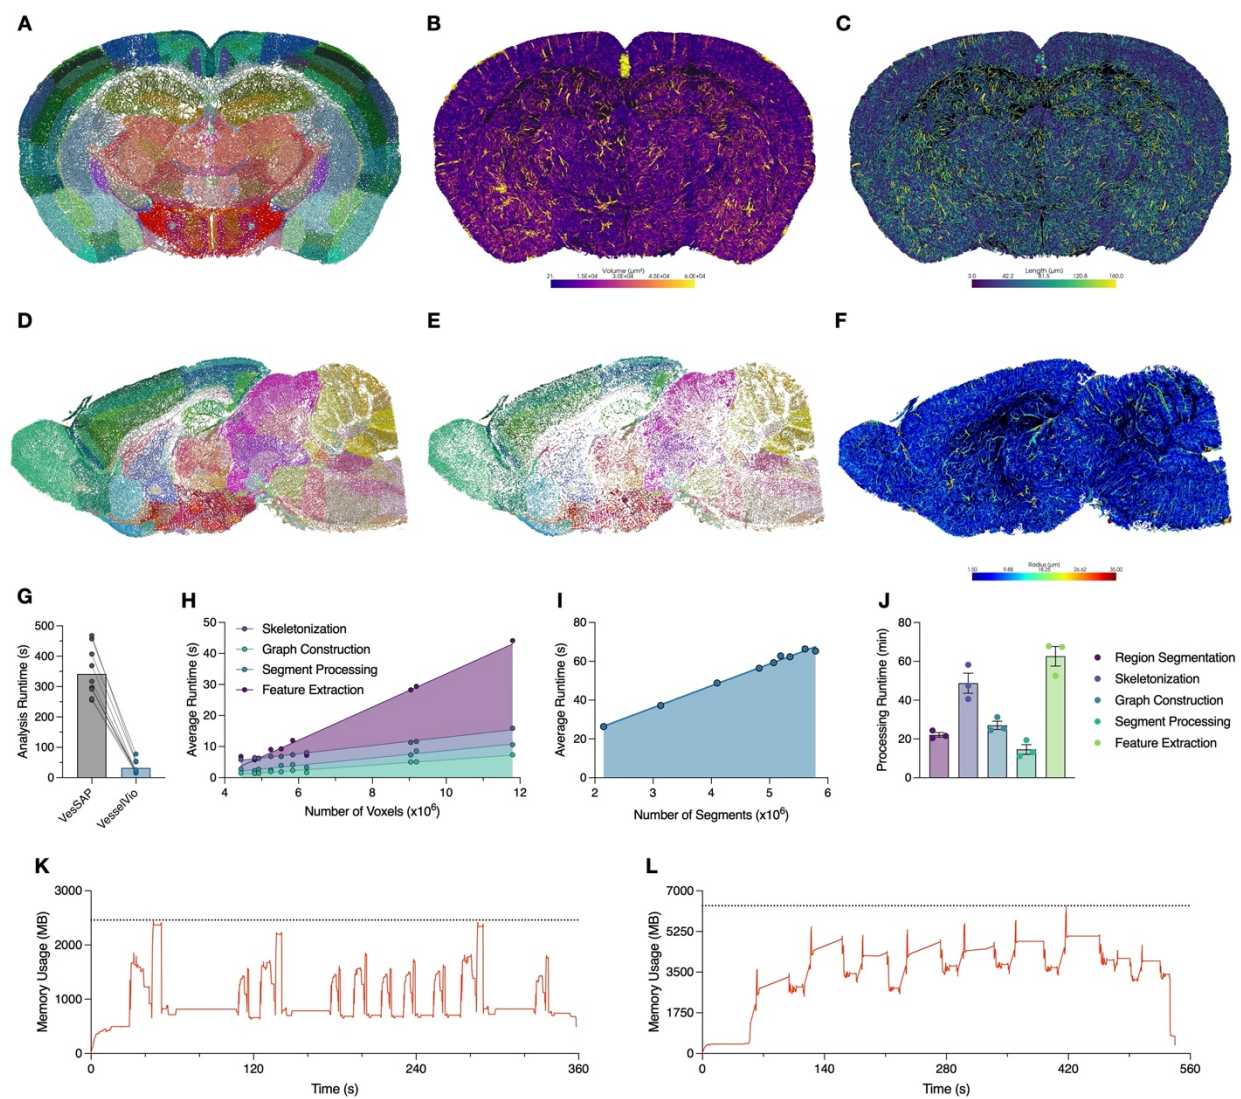 A
B
C
Volume (µm³)
21. 1.5E+04 3.0E+04 4.5E+04 6.0E+04
Length (µm)
3.0 42.2 81.5 120.8 160.0
D
E
F
Radius (µm)
1.50 9.88 18.25 26.62 35.00
G
Analysis Runtime (s)
500
400
300
200
100
0
VesSAP
VesselVio
H
Average Runtime (s)
50
40
30
20
10
0
Skeletonization
Graph Construction
Segment Processing
Feature Extraction
4 6 8 10 12
Number of Voxels (x10⁶)
I
Average Runtime (s)
80
60
40
20
0
2 3 4 5 6
Number of Segments (x10⁶)
J
Processing Runtime (min)
80
60
40
20
0
Region Segmentation
Skeletonization
Graph Construction
Segment Processing
Feature Extraction
K
Memory Usage (MB)
3000
2000
1000
0
0 120 240 360
Time (s)
L
Memory Usage (MB)
7000
5250
3500
1750
0
0 140 280 420 560
Time (s)